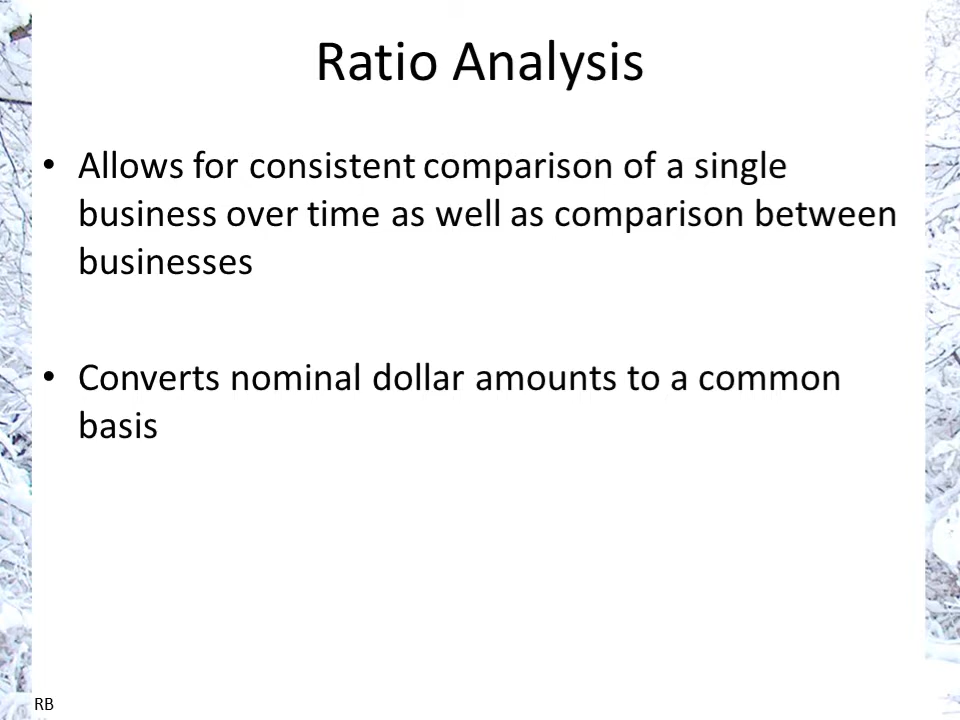 Ratio Analysis
• Allows for consistent comparison of a single
business over time as well as comparison between
businesses
• Converts nominal dollar amounts to a common
basis
RB